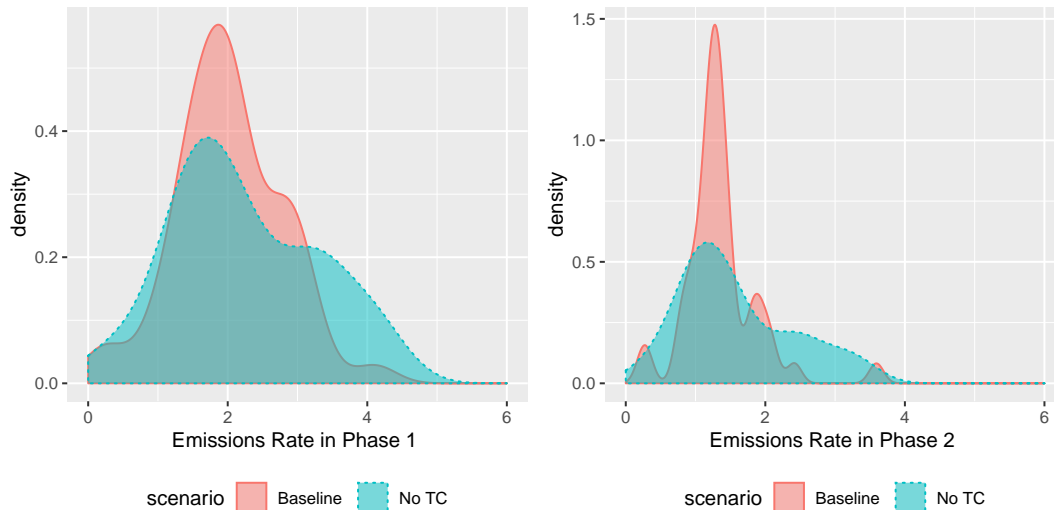 density
0.4
0.2
0.0
0 2 4 6
Emissions Rate in Phase 1
scenario Baseline No TC
density
1.5
1.0
0.5
0.0
0 2 4 6
Emissions Rate in Phase 2
scenario Baseline No TC